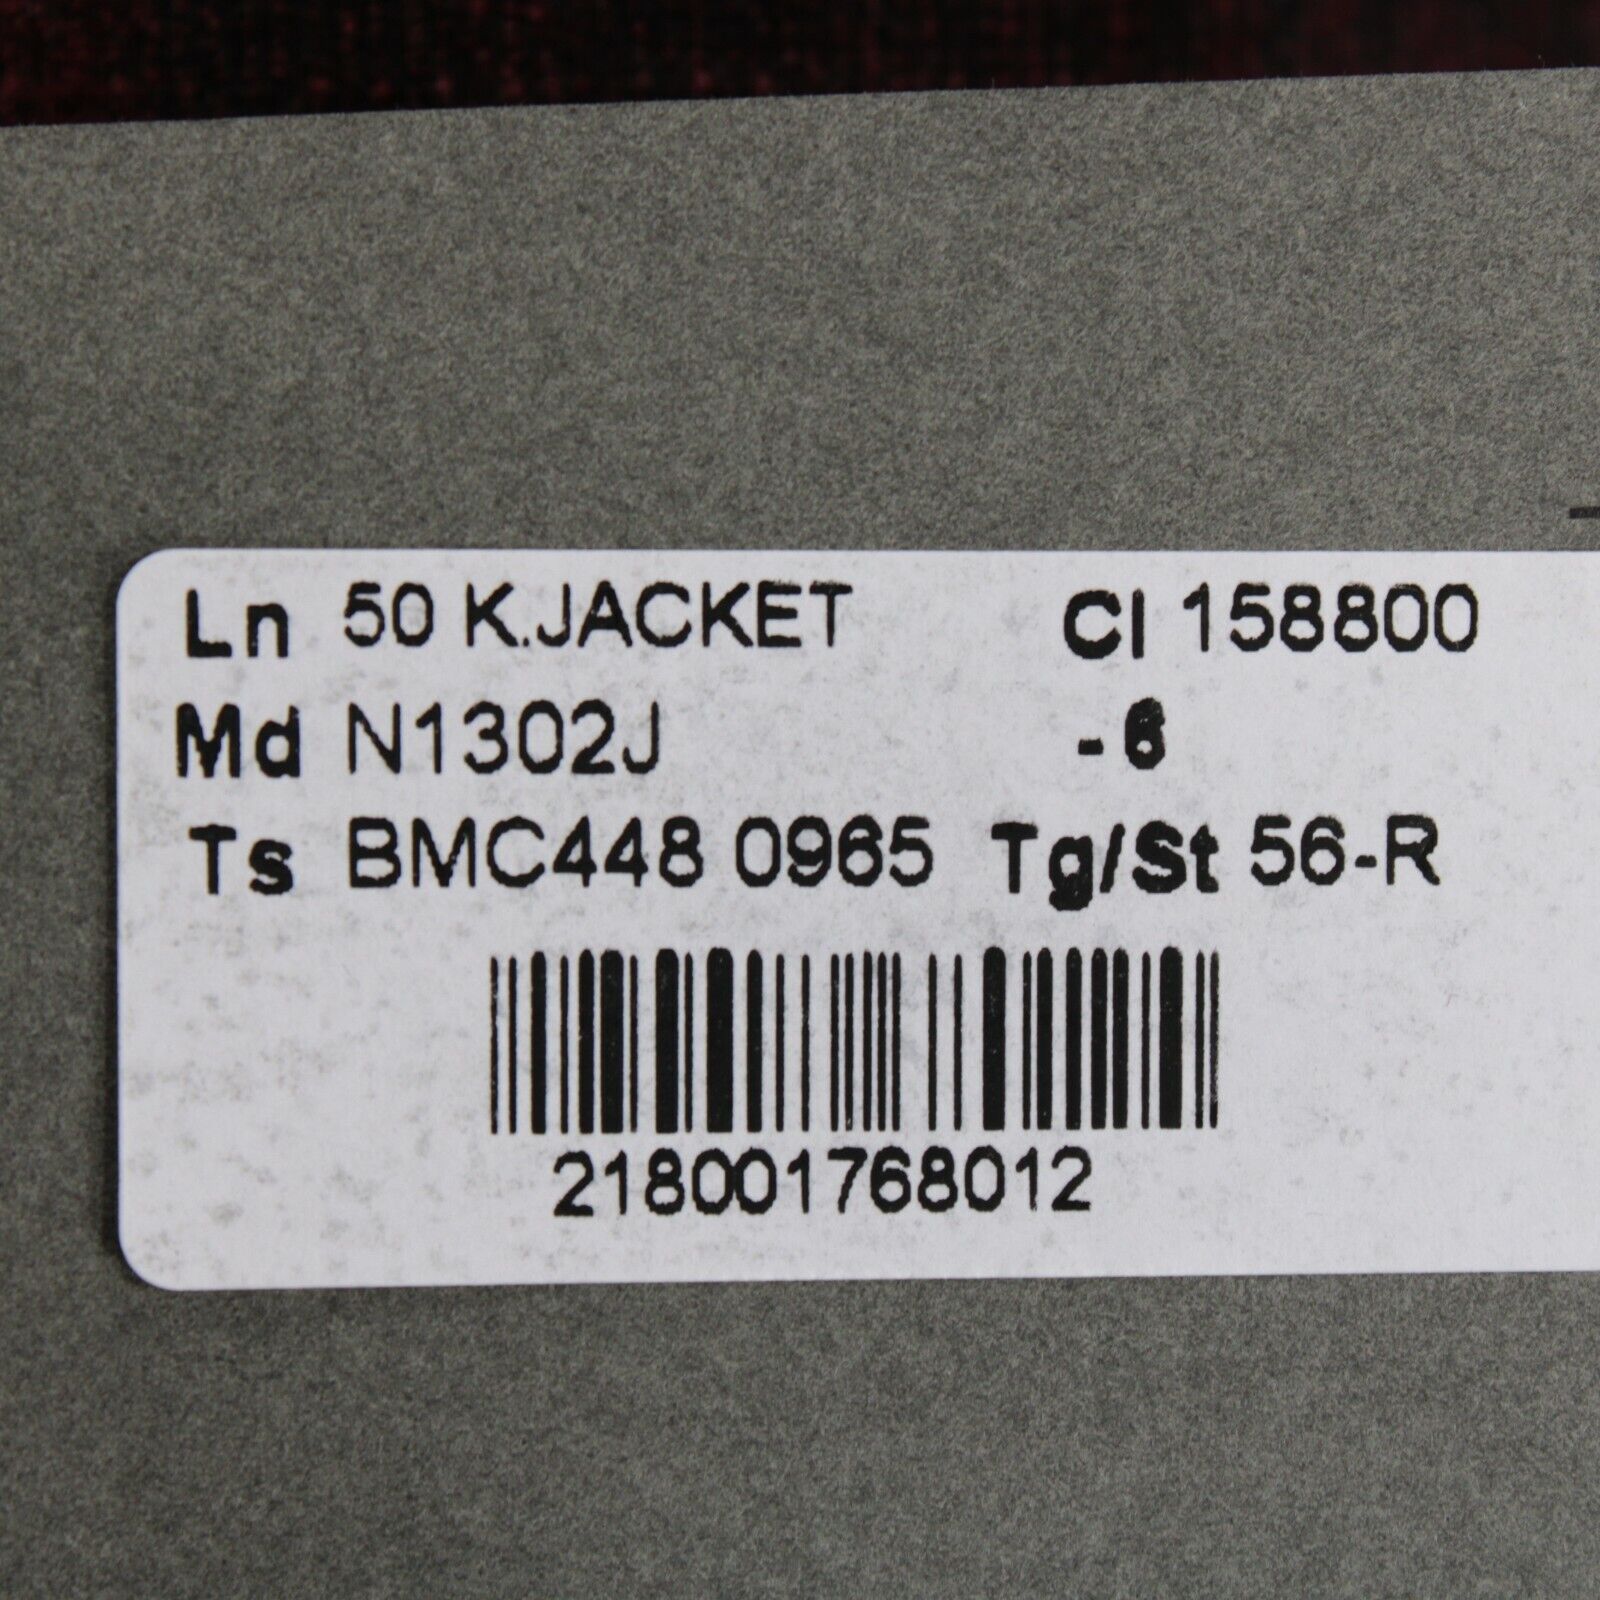 Ln 50 K.JACKET Cl 158800
Md N1302J - 6
Ts BMC448 0965 Tg/St 56-R
218001768012